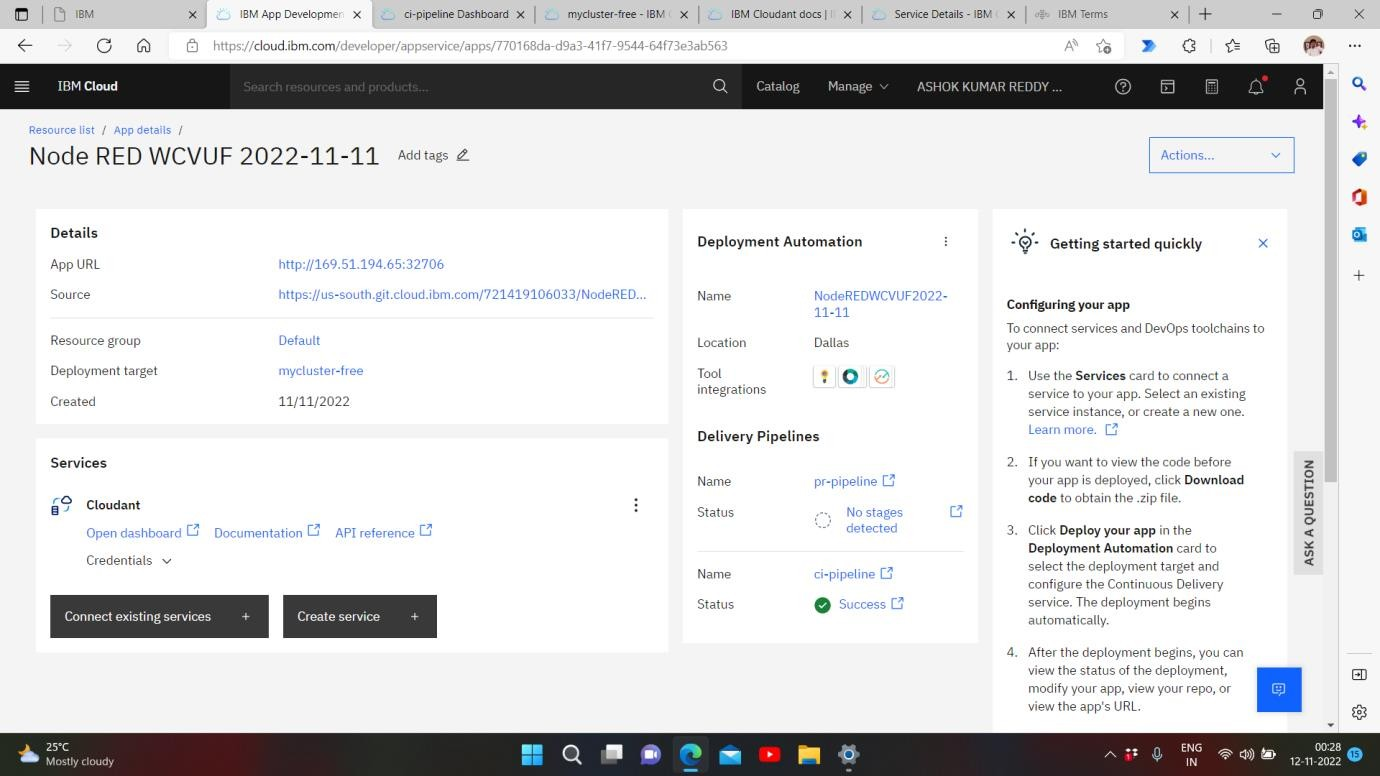 IBM
IBM App Developmen
ci-pipeline Dashboard
mycluster-free - IBM
IBM Cloudant docs | I
Service Details - IBM
IBM Terms
https://cloud.ibm.com/developer/appservice/apps/770168da-d9a3-41f7-9544-64f73e3ab563
IBM Cloud
Search resources and products...
Catalog
Manage
ASHOK KUMAR REDDY ...
Resource list / App details /
Node RED WCVUF 2022-11-11
Add tags
Actions...
Details
App URL
http://169.51.194.65:32706
Source
https://us-south.git.cloud.ibm.com/721419106033/NodeRED...
Resource group
Default
Deployment target
mycluster-free
Created
11/11/2022
Services
Cloudant
Open dashboard
Documentation
API reference
Credentials
Connect existing services +
Create service +
Deployment Automation
Name
NodeREDWCVUF2022-
11-11
Location
Dallas
Tool
integrations
Delivery Pipelines
Name
pr-pipeline
Status
No stages
detected
Name
ci-pipeline
Status
Success
Getting started quickly
Configuring your app
To connect services and DevOps toolchains to
your app:
1. Use the Services card to connect a
service to your app. Select an existing
service instance, or create a new one.
Learn more.
2. If you want to view the code before
your app is deployed, click Download
code to obtain the .zip file.
3. Click Deploy your app in the
Deployment Automation card to
select the deployment target and
configure the Continuous Delivery
service. The deployment begins
automatically.
4. After the deployment begins, you can
view the status of the deployment,
modify your app, view your repo, or
view the app's URL.
ASK A QUESTION
25°C
Mostly cloudy
ENG
IN
00:28
12-11-2022
15